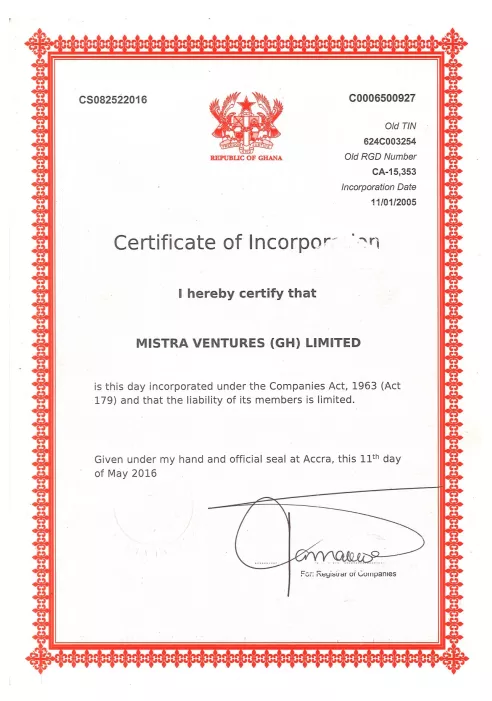 CS082522016
C0006500927
REPUBLIC OF GHANA
Old TIN
624C003254
Old RGD Number
CA-15,353
Incorporation Date
11/01/2005
Certificate of Incorporation
I hereby certify that
MISTRA VENTURES (GH) LIMITED
is this day incorporated under the Companies Act, 1963 (Act
179) and that the liability of its members is limited.
Given under my hand and official seal at Accra, this 11th day
of May 2016
For: Registrar of Companies